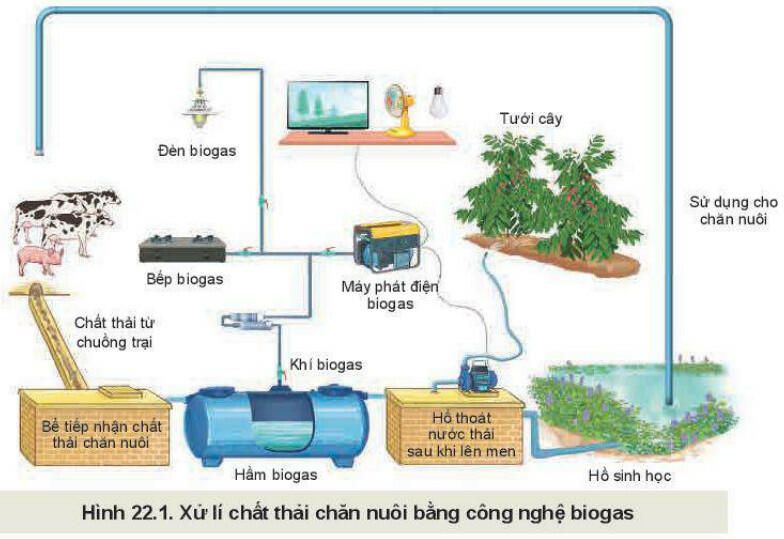 Đèn biogas
Tưới cây
Sử dụng cho
chăn nuôi
Bếp biogas
Máy phát điện
biogas
Chất thải từ
chuồng trại
Khí biogas
Bể tiếp nhận chất
thải chăn nuôi
Hố thoát
nước thải
sau khi lên men
Hầm biogas
Hồ sinh học
Hình 22.1. Xử lí chất thải chăn nuôi bằng công nghệ biogas